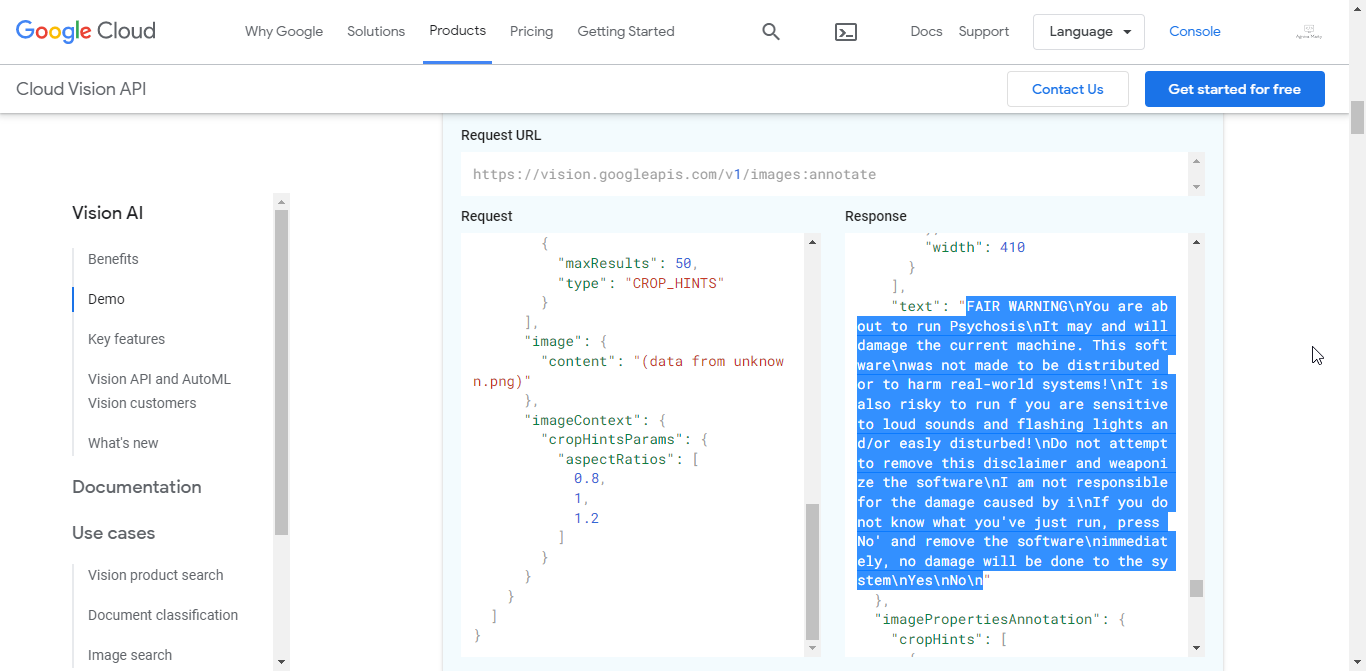 Google Cloud
Why Google
Solutions
Products
Pricing
Getting Started
Docs
Support
Language
Console
Cloud Vision API
Contact Us
Get started for free
Vision AI
Benefits
Demo
Key features
Vision API and AutoML
Vision customers
What's new
Documentation
Use cases
Vision product search
Document classification
Image search
Request URL
https://vision.googleapis.com/v1/images:annotate
Request
{
"maxResults": 50,
"type": "CROP_HINTS"
}
],
"image": {
"content": "(data from unknow
n.png)"
},
"imageContext": {
"cropHintsParams": {
"aspectRatios": [
0.8,
1,
1.2
]
}
}
}
]
}
Response
"width": 410
}
],
"text": "FAIR WARNING\nYou are ab
out to run Psychosis\nIt may and will
damage the current machine. This soft
ware\nwas not made to be distributed
or to harm real-world systems!\nIt is
also risky to run f you are sensitive
to loud sounds and flashing lights an
d/or easly disturbed!\nDo not attempt
to remove this disclaimer and weaponi
ze the software\nI am not responsible
for the damage caused by i\nIf you do
not know what you've just run, press
No' and remove the software\nimmediat
ely, no damage will be done to the sy
stem\nYes\nNo\n"
},
"imagePropertiesAnnotation": {
"cropHints": [